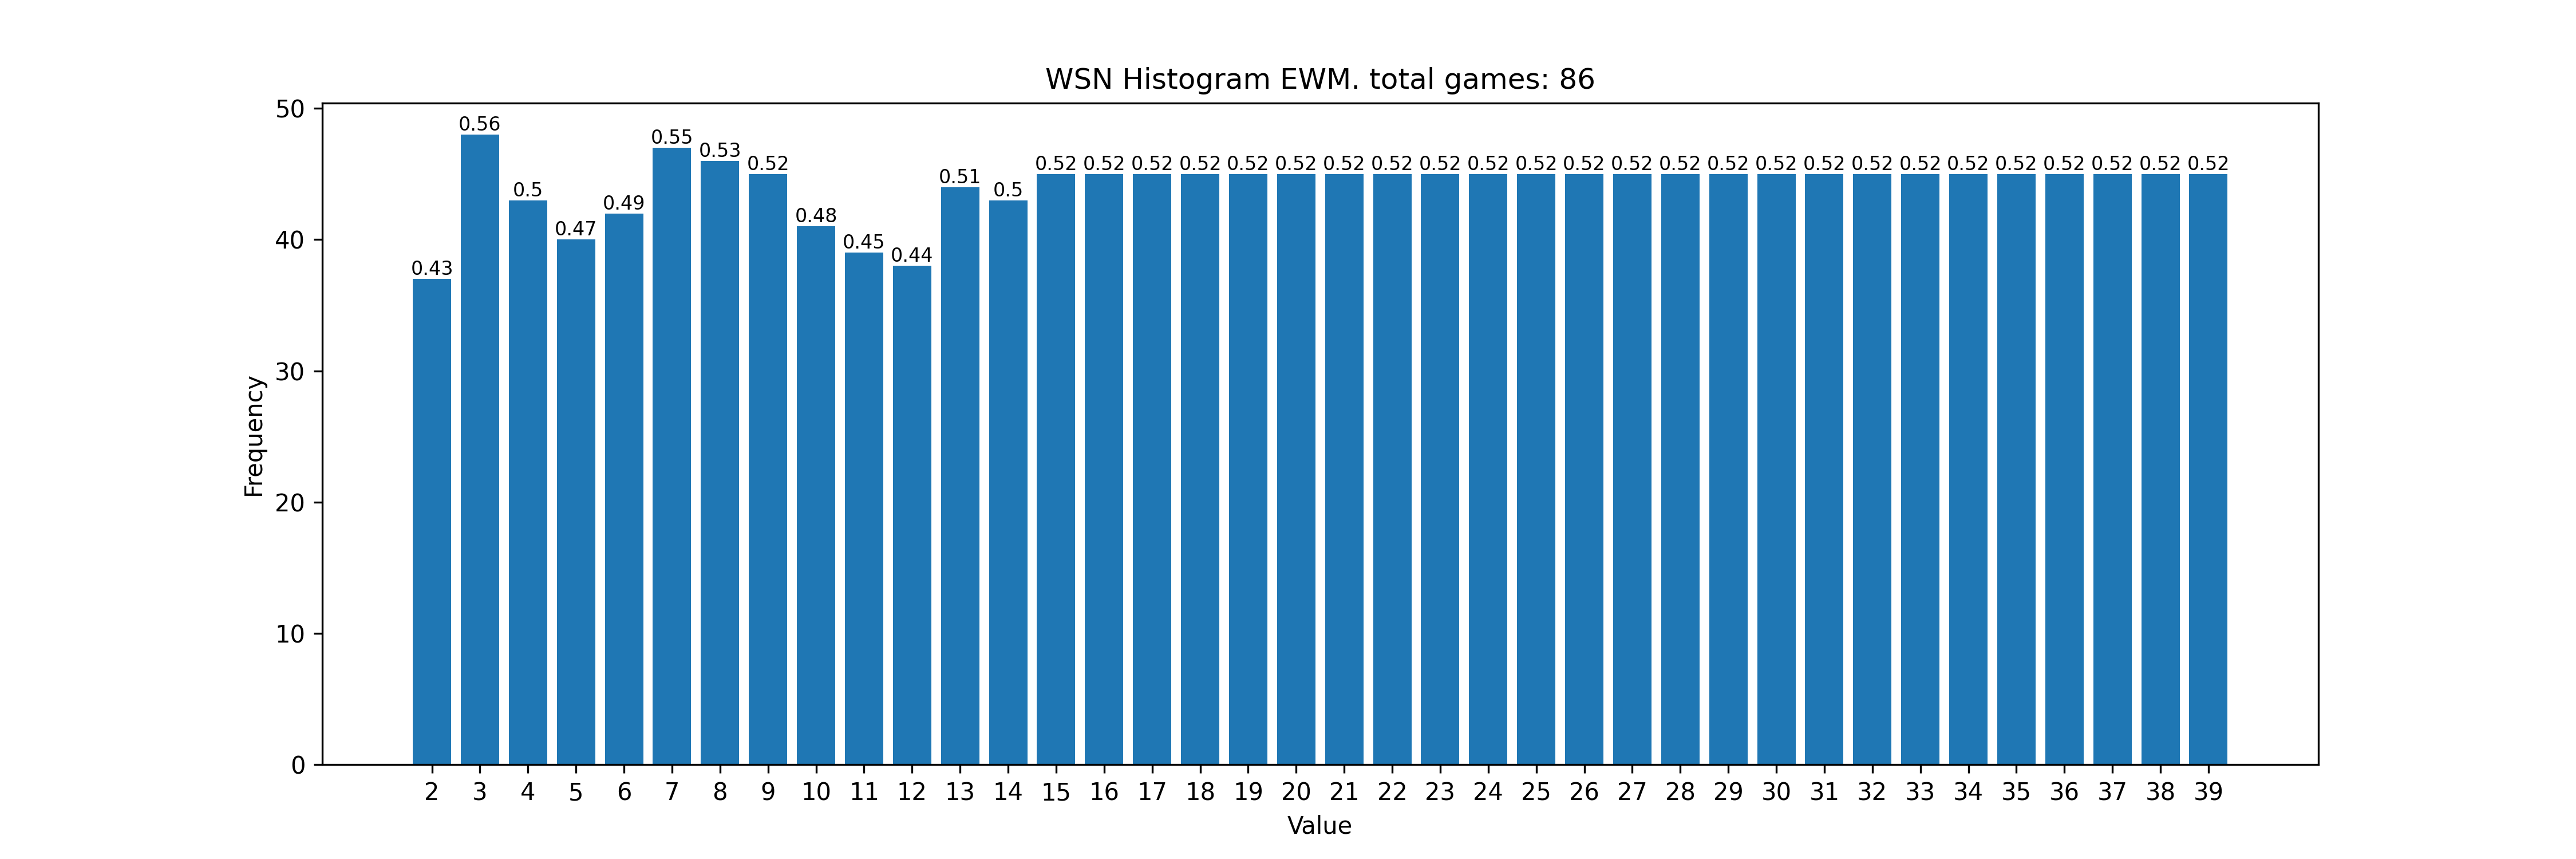 WSN Histogram EWM. total games: 86
50
40
30
20
10
0
Frequency
0.43 0.56 0.5 0.47 0.49 0.55 0.53 0.52 0.48 0.45 0.44 0.51 0.5 0.52 0.52 0.52 0.52 0.52 0.52 0.52 0.52 0.52 0.52 0.52 0.52 0.52 0.52 0.52 0.52 0.52 0.52 0.52 0.52 0.52 0.52 0.52 0.52 0.52
2 3 4 5 6 7 8 9 10 11 12 13 14 15 16 17 18 19 20 21 22 23 24 25 26 27 28 29 30 31 32 33 34 35 36 37 38 39
Value